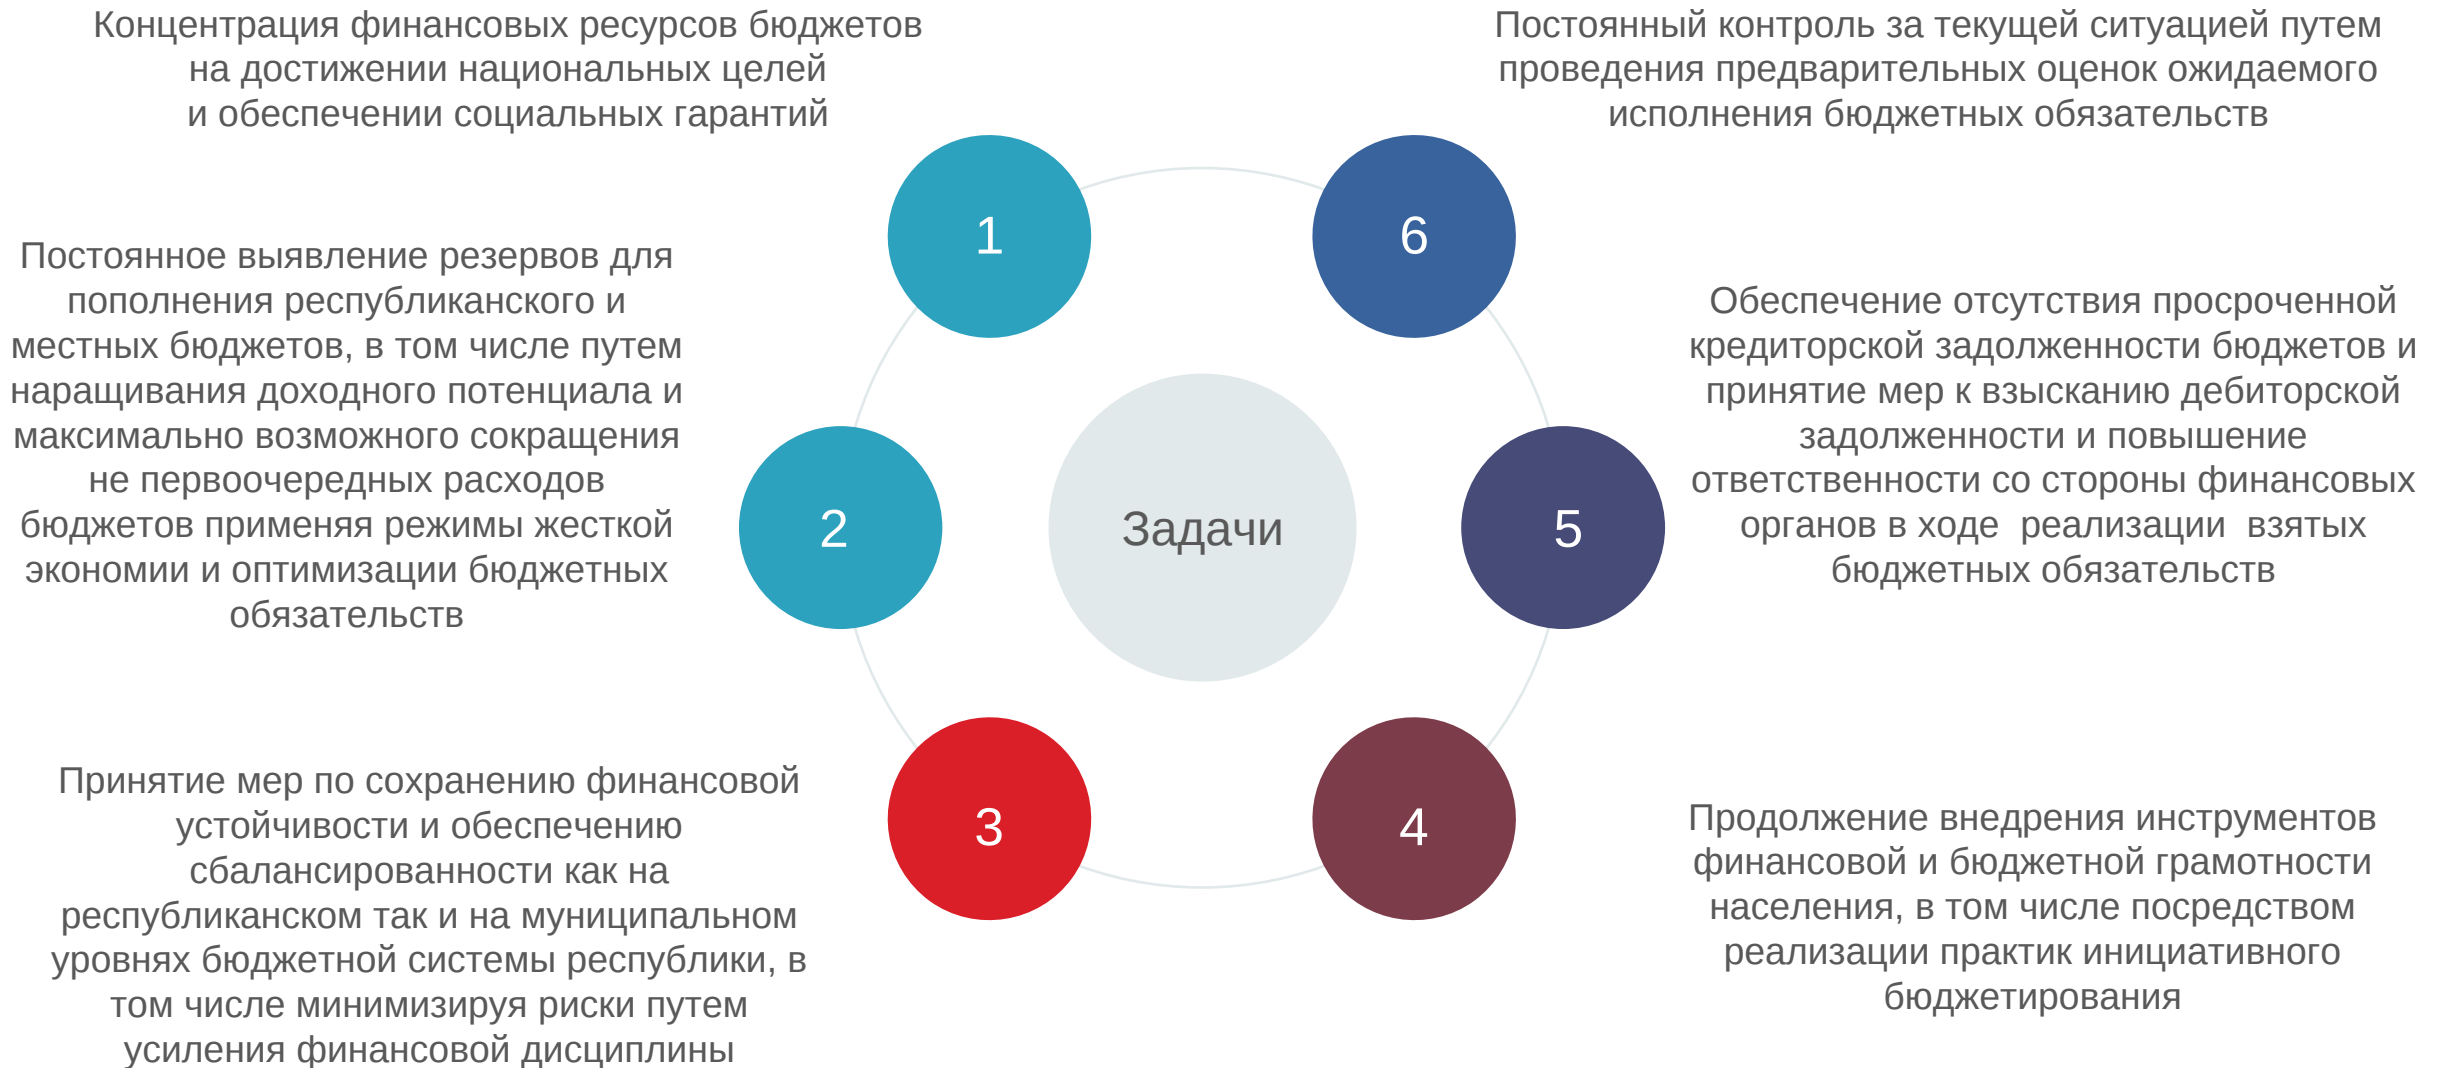 Концентрация финансовых ресурсов бюджетов
на достижении национальных целей
и обеспечении социальных гарантий
1
Постоянное выявление резервов для
пополнения республиканского и
местных бюджетов, в том числе путем
наращивания доходного потенциала и
максимально возможного сокращения
не первоочередных расходов
бюджетов применяя режимы жесткой
экономии и оптимизации бюджетных
обязательств
2
Принятие мер по сохранению финансовой
устойчивости и обеспечению
сбалансированности как на
республиканском так и на муниципальном
уровнях бюджетной системы республики, в
том числе минимизируя риски путем
усиления финансовой дисциплины
3
Задачи
Постоянный контроль за текущей ситуацией путем
проведения предварительных оценок ожидаемого
исполнения бюджетных обязательств
6
Обеспечение отсутствия просроченной
кредиторской задолженности бюджетов и
принятие мер к взысканию дебиторской
задолженности и повышение
ответственности со стороны финансовых
органов в ходе  реализации  взятых
бюджетных обязательств
5
Продолжение внедрения инструментов
финансовой и бюджетной грамотности
населения, в том числе посредством
реализации практик инициативного
бюджетирования
4